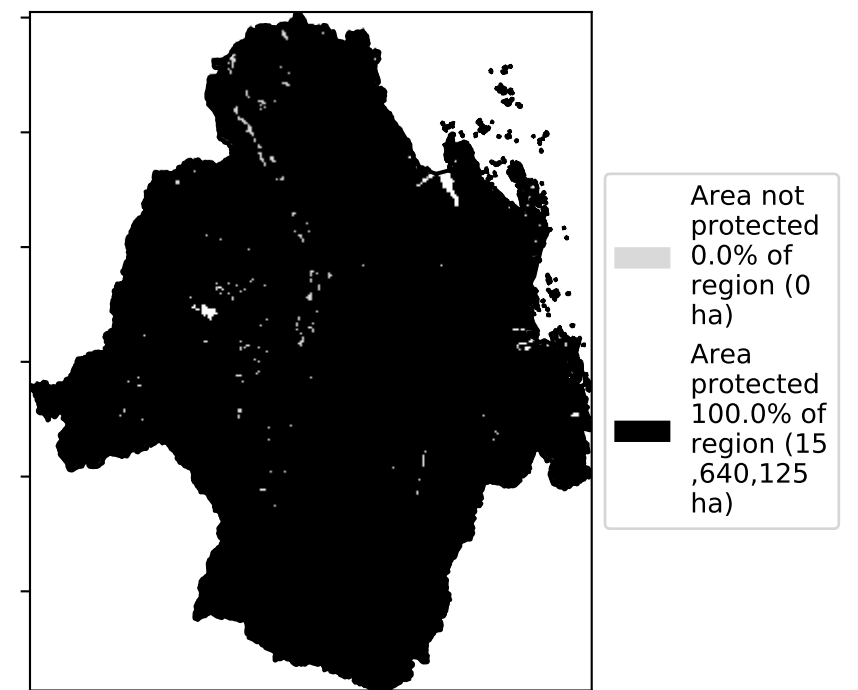 Area not
protected
0.0% of
region (0
ha)
Area
protected
100.0% of
region (15
,640,125
ha)